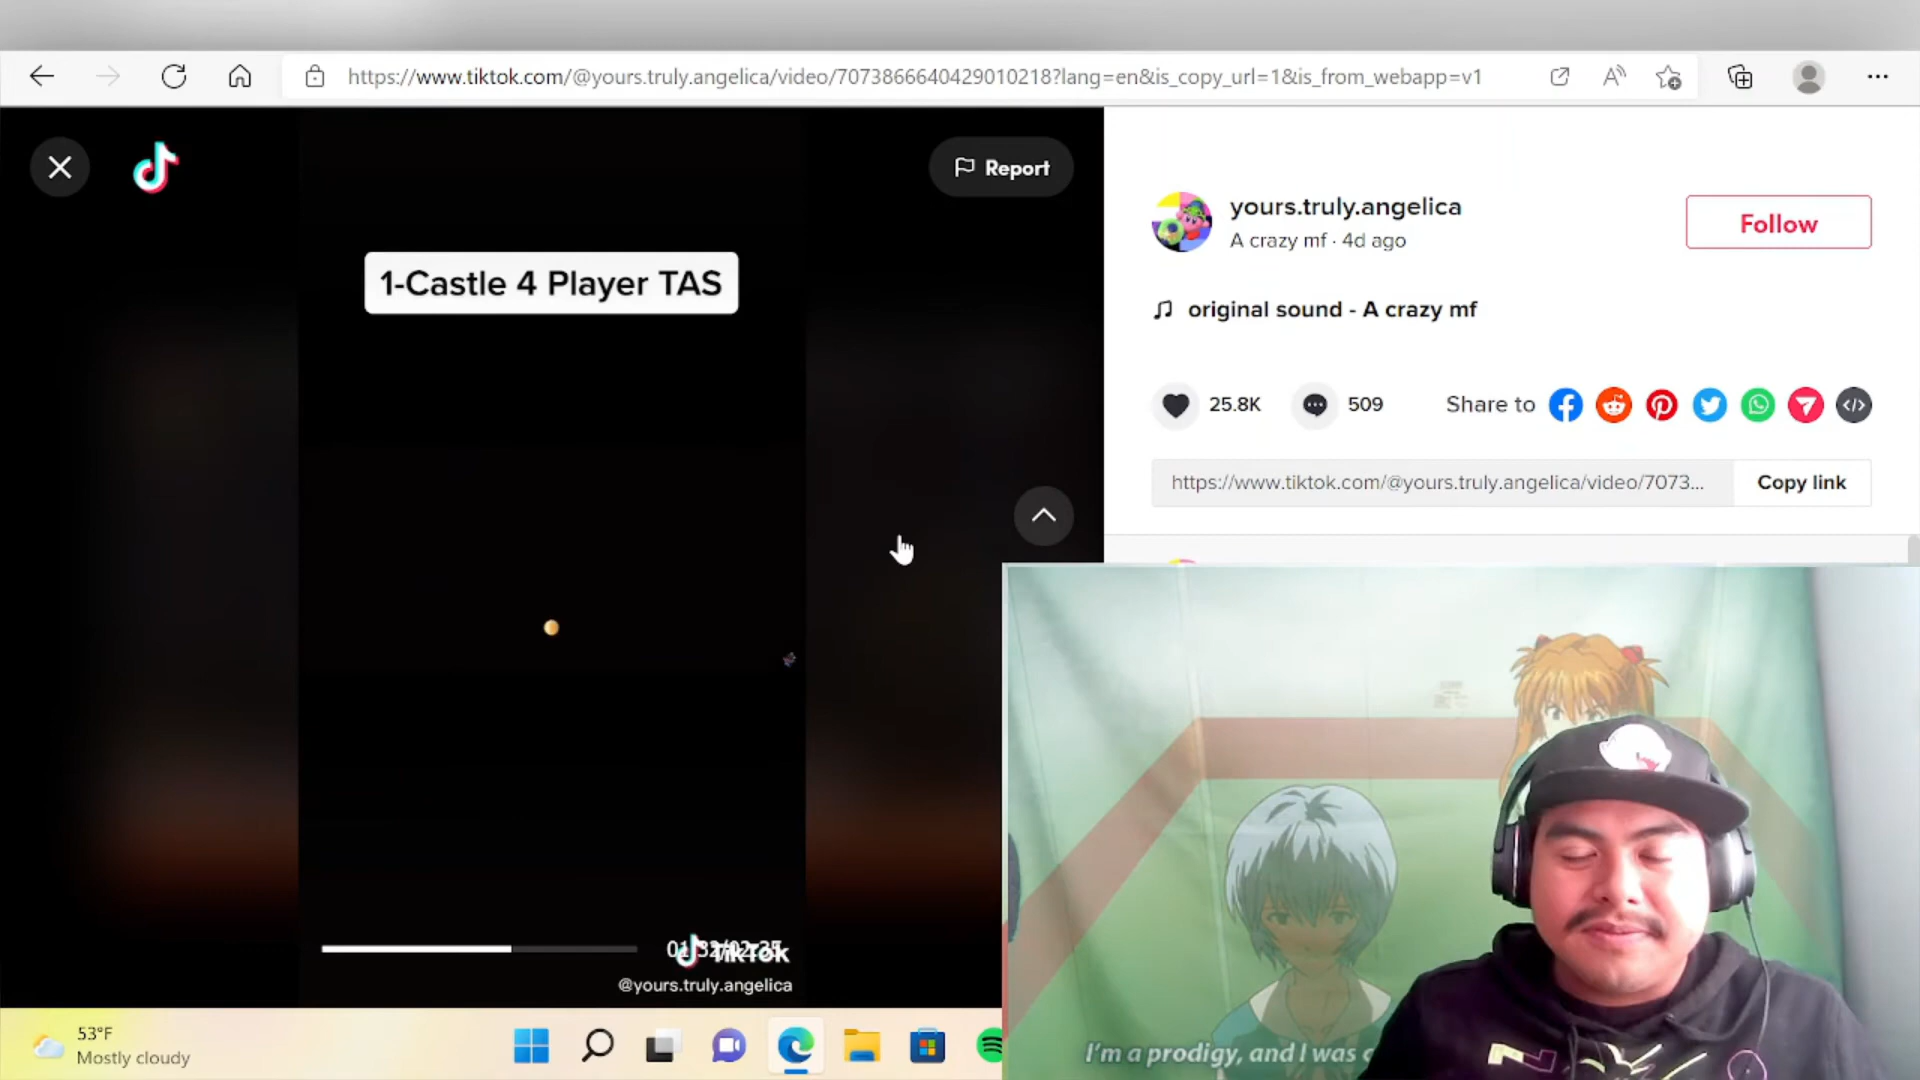 https://www.tiktok.com/@yours.truly.angelica/video/7073866640429010218?lang=en&is_copy_url=1&is_from_webapp=v1
Report
1-Castle 4 Player TAS
yours.truly.angelica
A crazy mf · 4d ago
Follow
original sound - A crazy mf
25.8K
509
Share to
https://www.tiktok.com/@yours.truly.angelica/video/7073...
Copy link
TikTok
@yours.truly.angelica
53°F
Mostly cloudy
I'm a prodigy, and I was